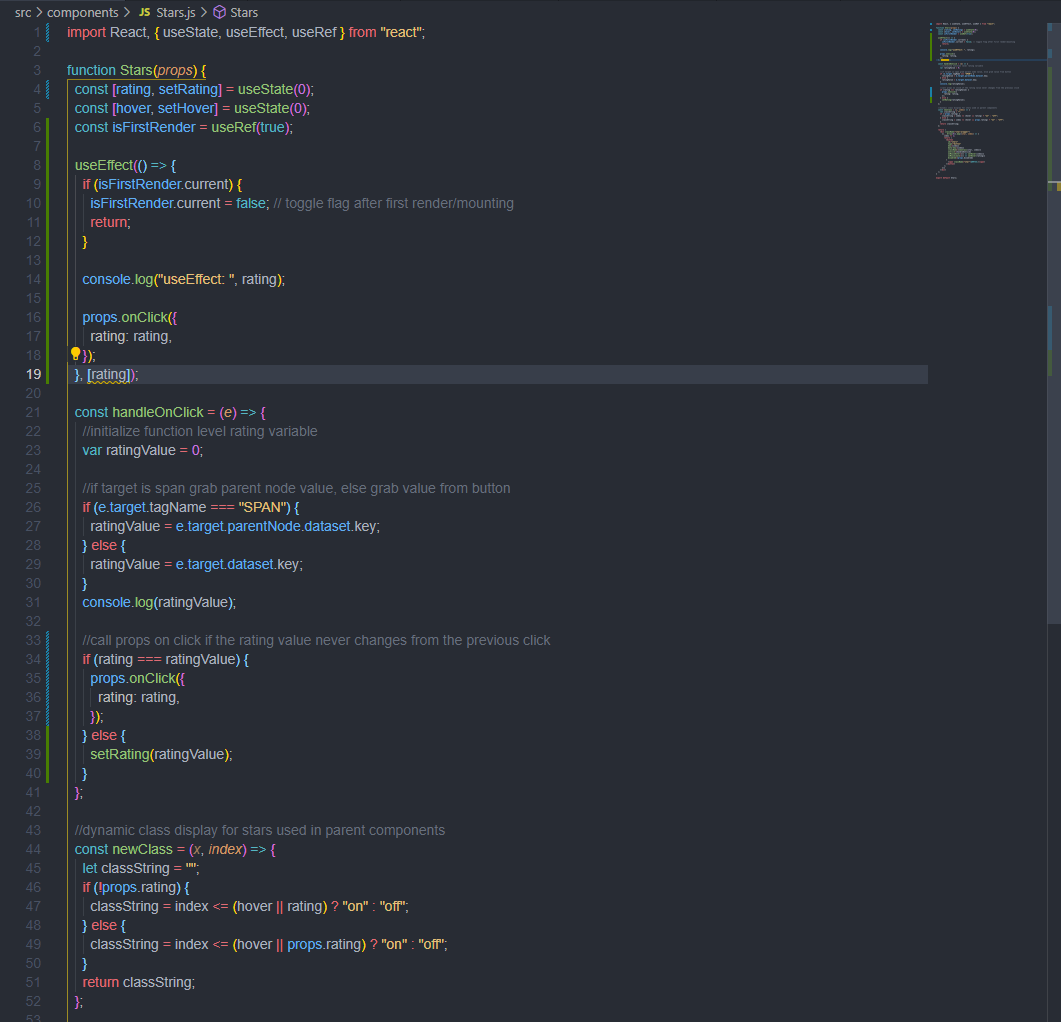 src > components > JS Stars.js > Stars
1 import React, { useState, useEffect, useRef } from "react";
2
3 function Stars(props) {
4 const [rating, setRating] = useState(0);
5 const [hover, setHover] = useState(0);
6 const isFirstRender = useRef(true);
7
8 useEffect(() => {
9 if (isFirstRender.current) {
10 isFirstRender.current = false; // toggle flag after first render/mounting
11 return;
12 }
13
14 console.log("useEffect: ", rating);
15
16 props.onClick({
17 rating: rating,
18 });
19 }, [rating]);
20
21 const handleOnClick = (e) => {
22 //initialize function level rating variable
23 var ratingValue = 0;
24
25 //if target is span grab parent node value, else grab value from button
26 if (e.target.tagName === "SPAN") {
27 ratingValue = e.target.parentNode.dataset.key;
28 } else {
29 ratingValue = e.target.dataset.key;
30 }
31 console.log(ratingValue);
32
33 //call props on click if the rating value never changes from the previous click
34 if (rating === ratingValue) {
35 props.onClick({
36 rating: rating,
37 });
38 } else {
39 setRating(ratingValue);
40 }
41 };
42
43 //dynamic class display for stars used in parent components
44 const newClass = (x, index) => {
45 let classString = "";
46 if (!props.rating) {
47 classString = index <= (hover || rating) ? "on" : "off";
48 } else {
49 classString = index <= (hover || props.rating) ? "on" : "off";
50 }
51 return classString;
52 };
53